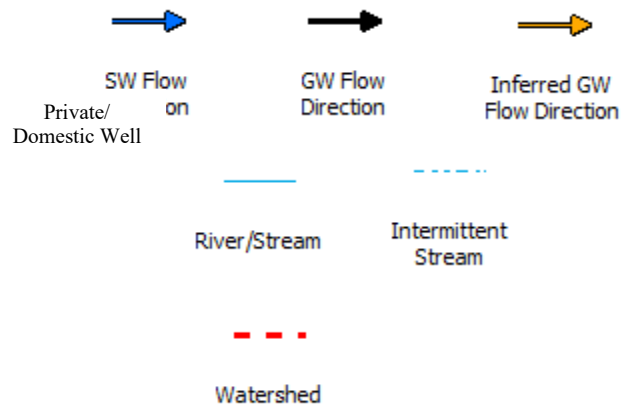 SW Flow
on
GW Flow
Direction
Inferred GW
Flow Direction
Private/
Domestic Well
River/Stream
Intermittent
Stream
Watershed